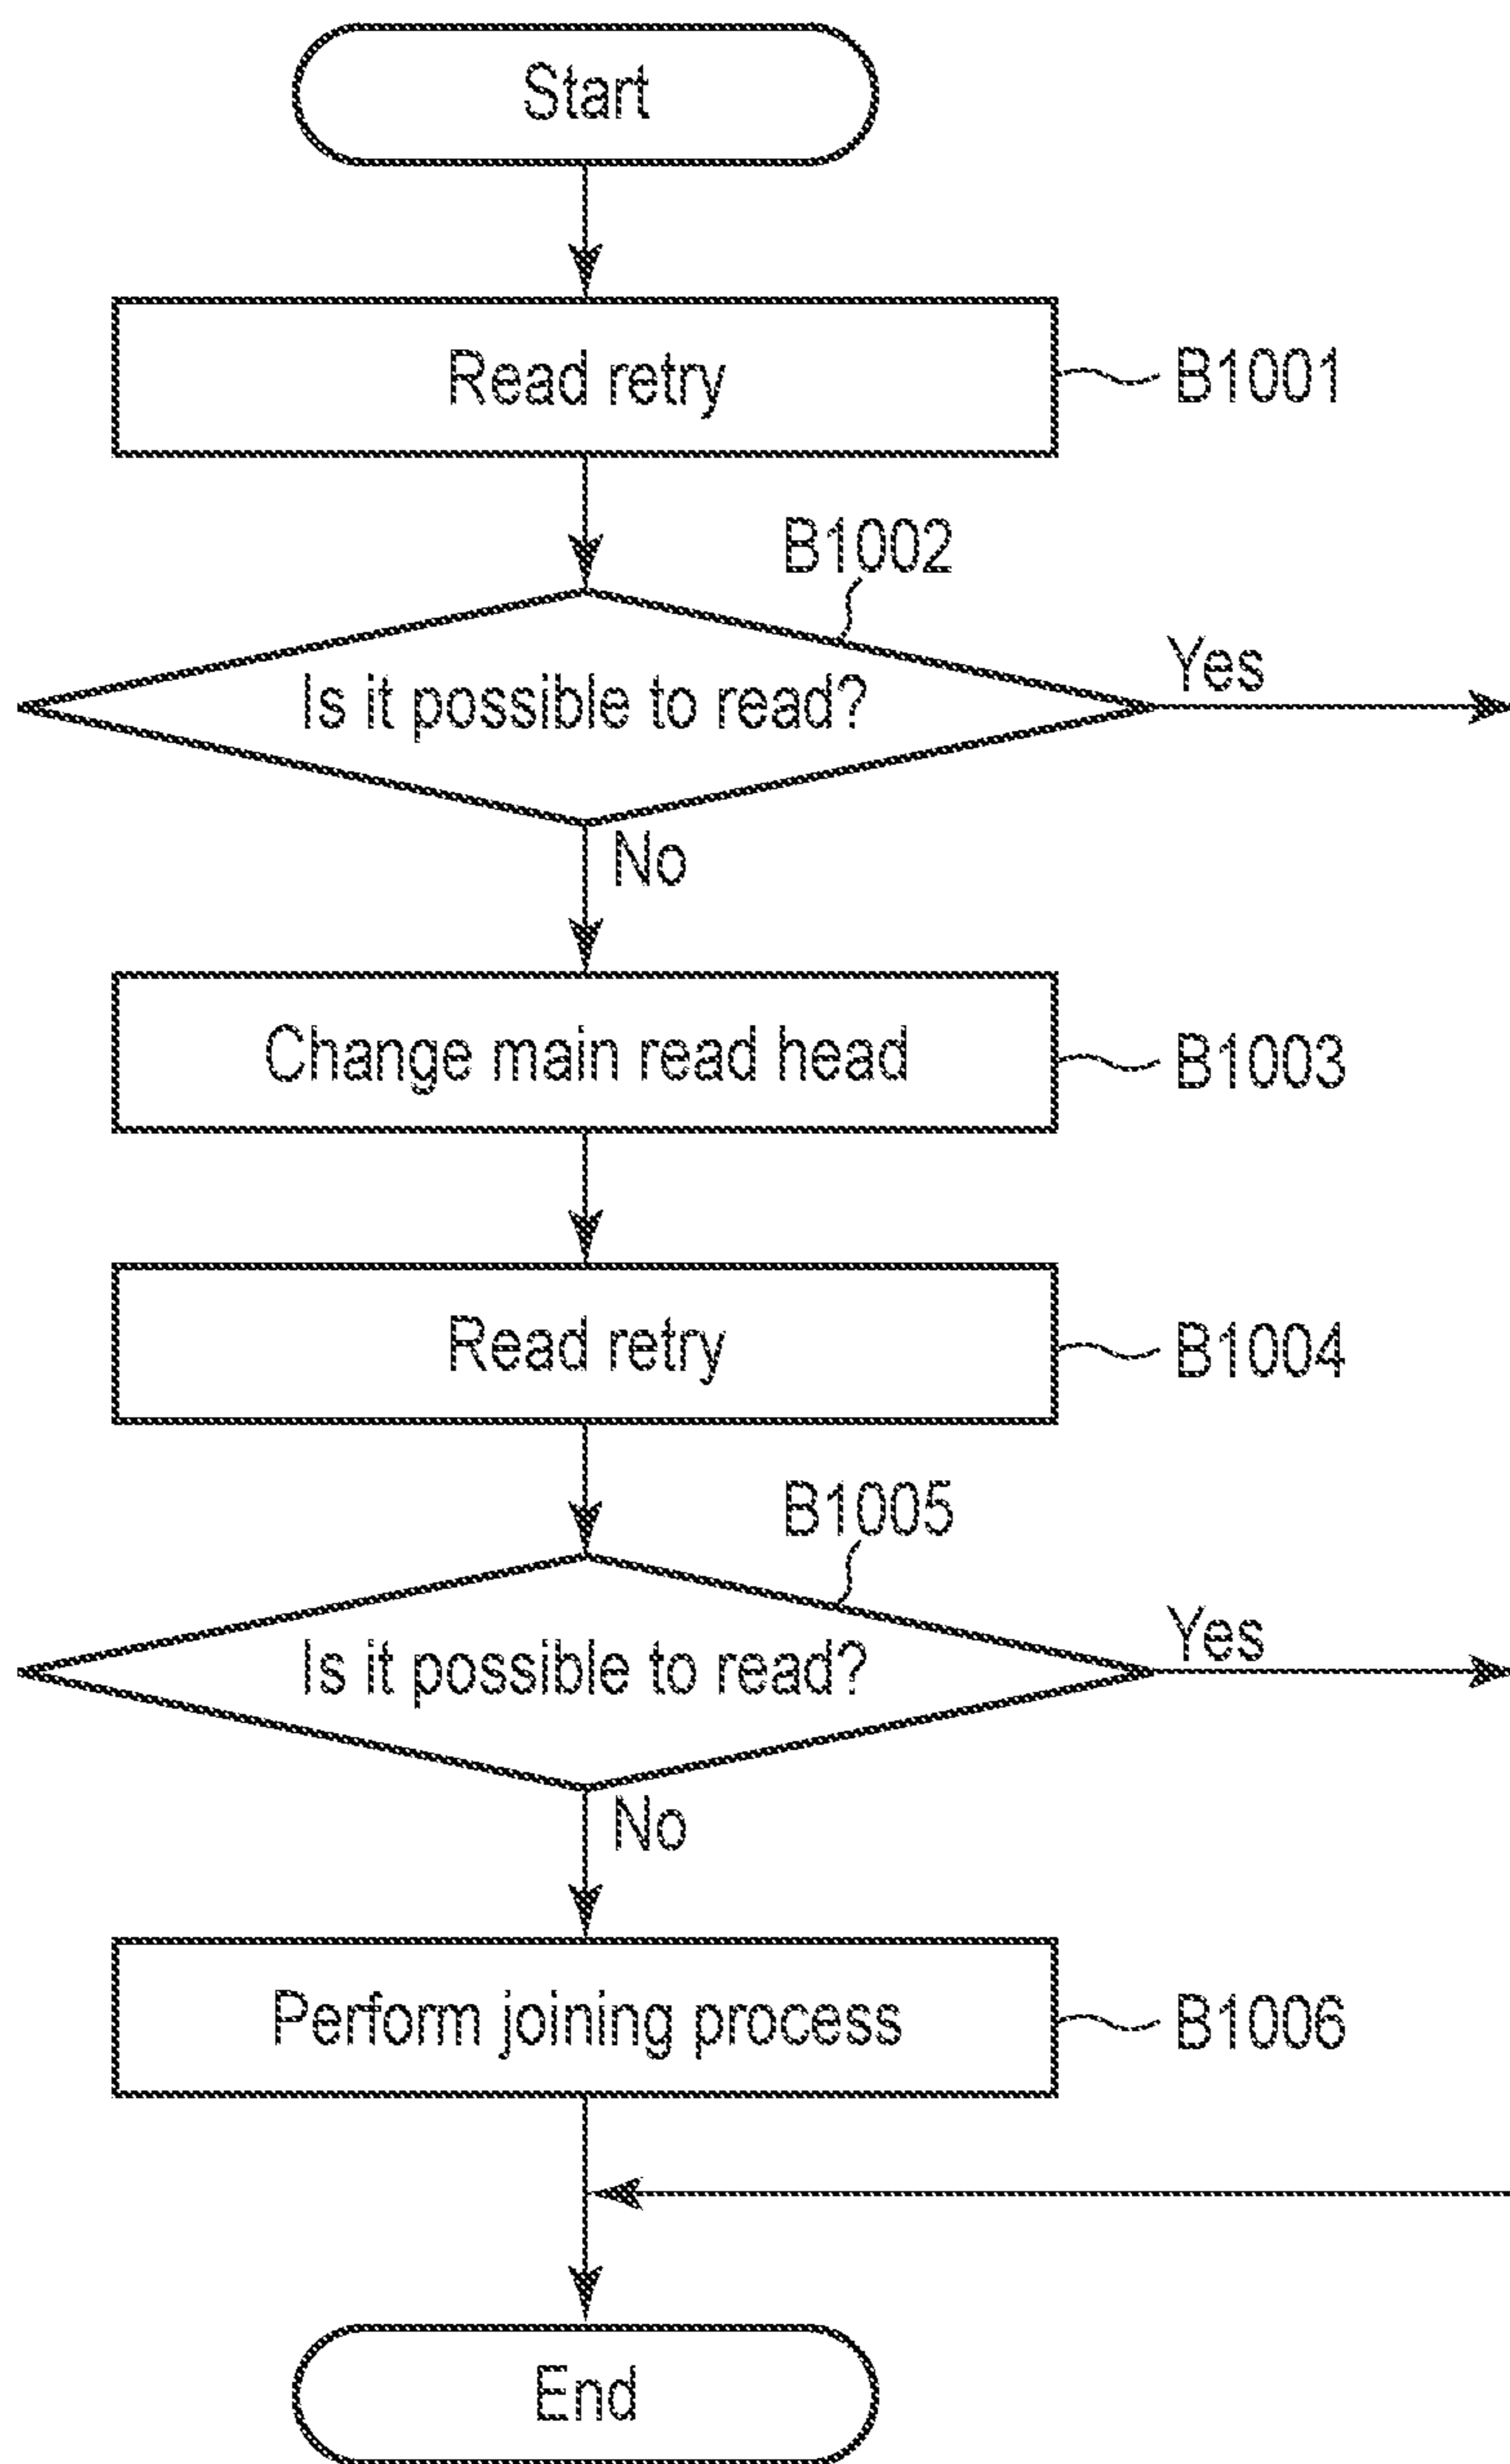 Start
Read retry
B1001
B1002
Is it possible to read?
Yes
No
Change main read head
B1003
Read retry
B1004
B1005
Is it possible to read?
Yes
No
Perform joining process
B1006
End